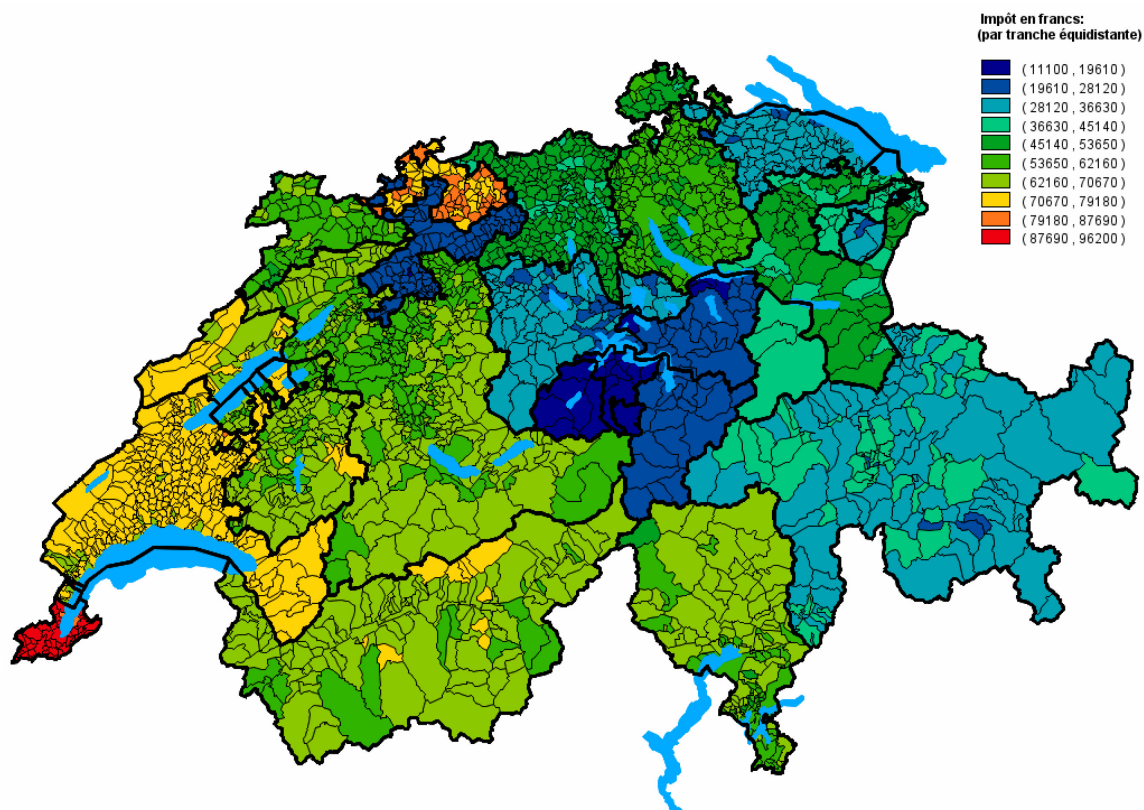 Impôt en francs:
(par tranche équidistante)
( 11100 , 19610 )
( 19610 , 28120 )
( 28120 , 36630 )
( 36630 , 45140 )
( 45140 , 53650 )
( 53650 , 62160 )
( 62160 , 70670 )
( 70670 , 79180 )
( 79180 , 87690 )
( 87690 , 96200 )